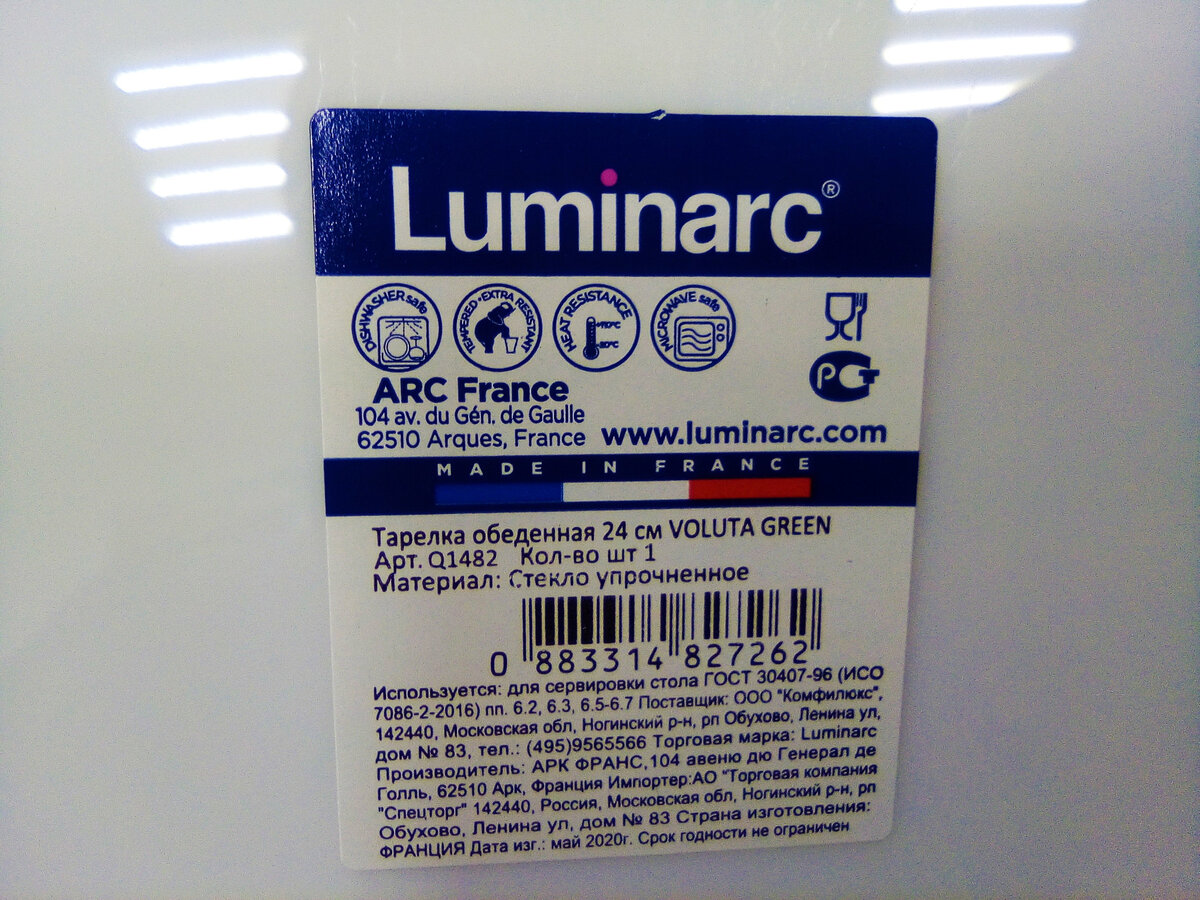 Luminarc®
DISHWASHER safe
TEMPERED • EXTRA RESISTANT
HEAT RESISTANCE
MICROWAVE safe
ARC France
104 av. du Gén. de Gaulle
62510 Arques, France www.luminarc.com
MADE IN FRANCE
Тарелка обеденная 24 см VOLUTA GREEN
Арт. Q1482 Кол-во шт 1
Материал: Стекло упрочненное
0 883314 827262
Используется: для сервировки стола ГОСТ 30407-96 (ИСО
7086-2-2016) пп. 6.2, 6.3, 6.5-6.7 Поставщик: ООО "Комфилюкс",
142440, Московская обл, Ногинский р-н, рп Обухово, Ленина ул,
дом № 83, тел.: (495)9565566 Торговая марка: Luminarc
Производитель: АРК ФРАНС,104 авеню дю Генерал де
Голль, 62510 Арк, Франция Импортер:АО "Торговая компания
"Спецторг" 142440, Россия, Московская обл, Ногинский р-н, рп
Обухово, Ленина ул, дом № 83 Страна изготовления:
ФРАНЦИЯ Дата изг.: май 2020г. Срок годности не ограничен